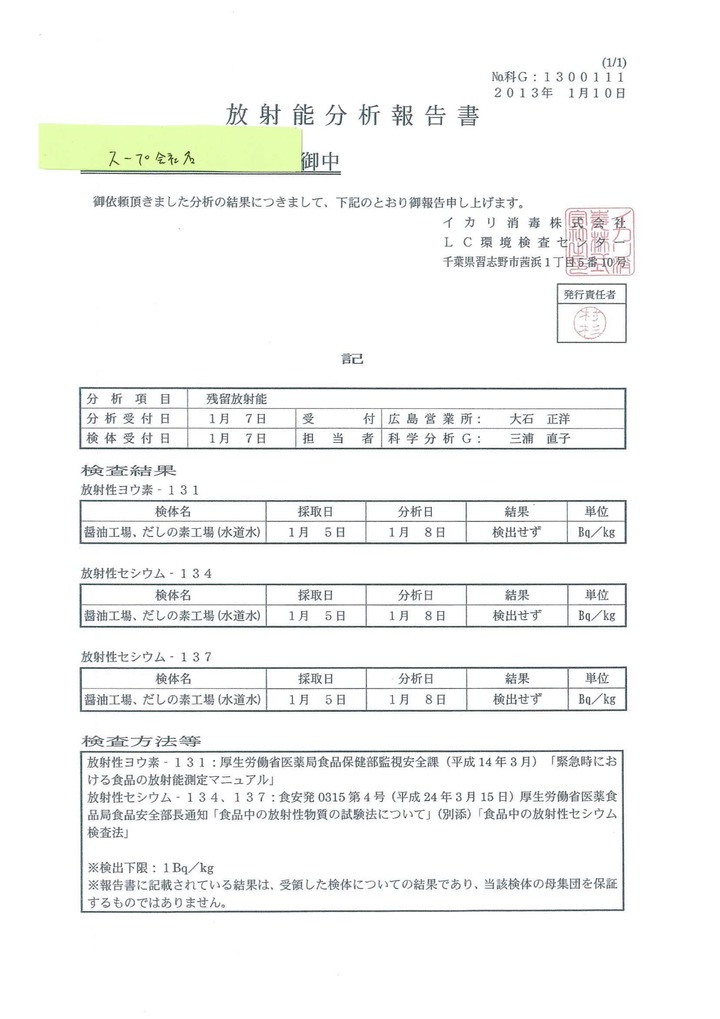 (1/1)
№科G：1300111
2013年 1月10日
放射能分析報告書
スープ会社名
御中
御依頼頂きました分析の結果につきまして、下記のとおり御報告申し上げます。
イカリ消毒株式会社
LC環境検査センター
千葉県習志野市茜浜1丁目5番10号
発行責任者
村杉
記
分析項目 残留放射能
分析受付日 1月 7日 受付 広島営業所： 大石 正洋
検体受付日 1月 7日 担当者 科学分析G： 三浦 直子
検査結果
放射性ヨウ素‐131
検体名 採取日 分析日 結果 単位
醤油工場、だしの素工場(水道水) 1月 5日 1月 8日 検出せず Bq／kg
放射性セシウム‐134
検体名 採取日 分析日 結果 単位
醤油工場、だしの素工場(水道水) 1月 5日 1月 8日 検出せず Bq／kg
放射性セシウム‐137
検体名 採取日 分析日 結果 単位
醤油工場、だしの素工場(水道水) 1月 5日 1月 8日 検出せず Bq／kg
検査方法等
放射性ヨウ素‐131：厚生労働省医薬局食品保健部監視安全課（平成14年3月）「緊急時にお
ける食品の放射能測定マニュアル」
放射性セシウム‐134、137：食安発0315第4号（平成24年3月15日）厚生労働省医薬食
品局食品安全部長通知「食品中の放射性物質の試験法について」(別添)「食品中の放射性セシウム
検査法」
※検出下限：1Bq／kg
※報告書に記載されている結果は、受領した検体についての結果であり、当該検体の母集団を保証
するものではありません。